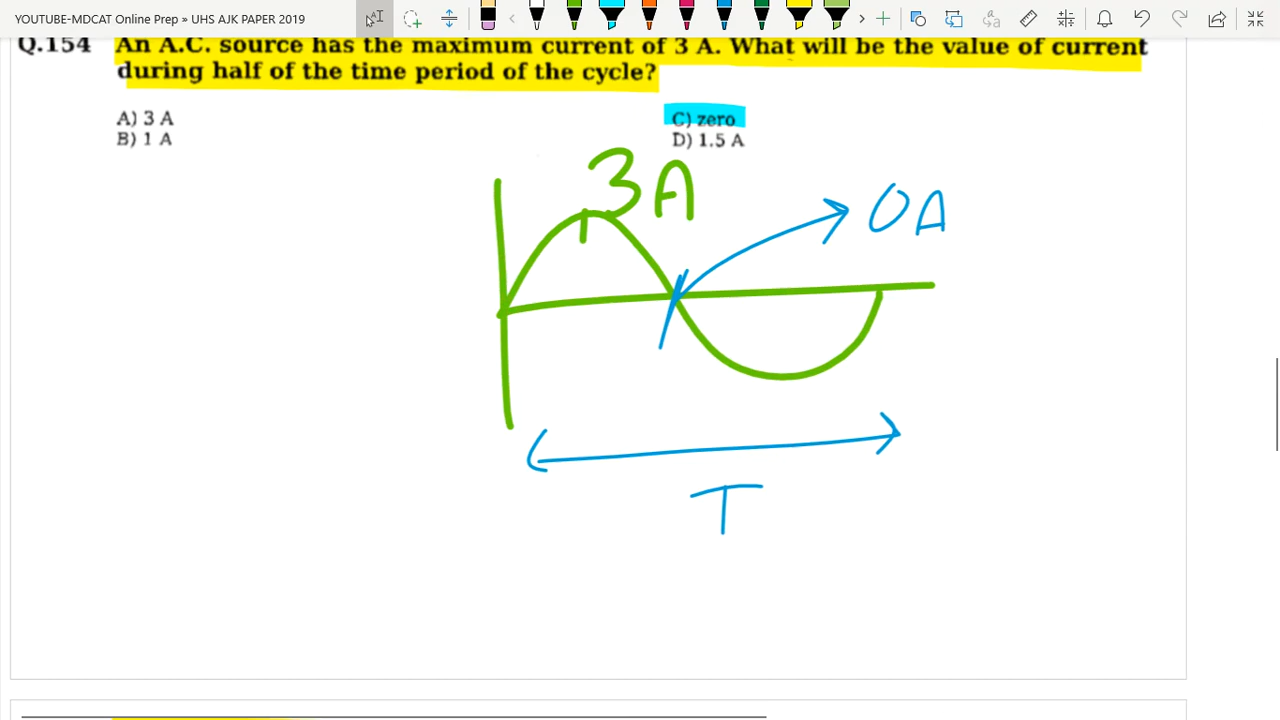 YOUTUBE-MDCAT Online Prep » UHS AJK PAPER 2019
Q.154 An A.C. source has the maximum current of 3 A. What will be the value of current
during half of the time period of the cycle?
A) 3 A
B) 1 A
C) zero
D) 1.5 A
3 A
0 A
T